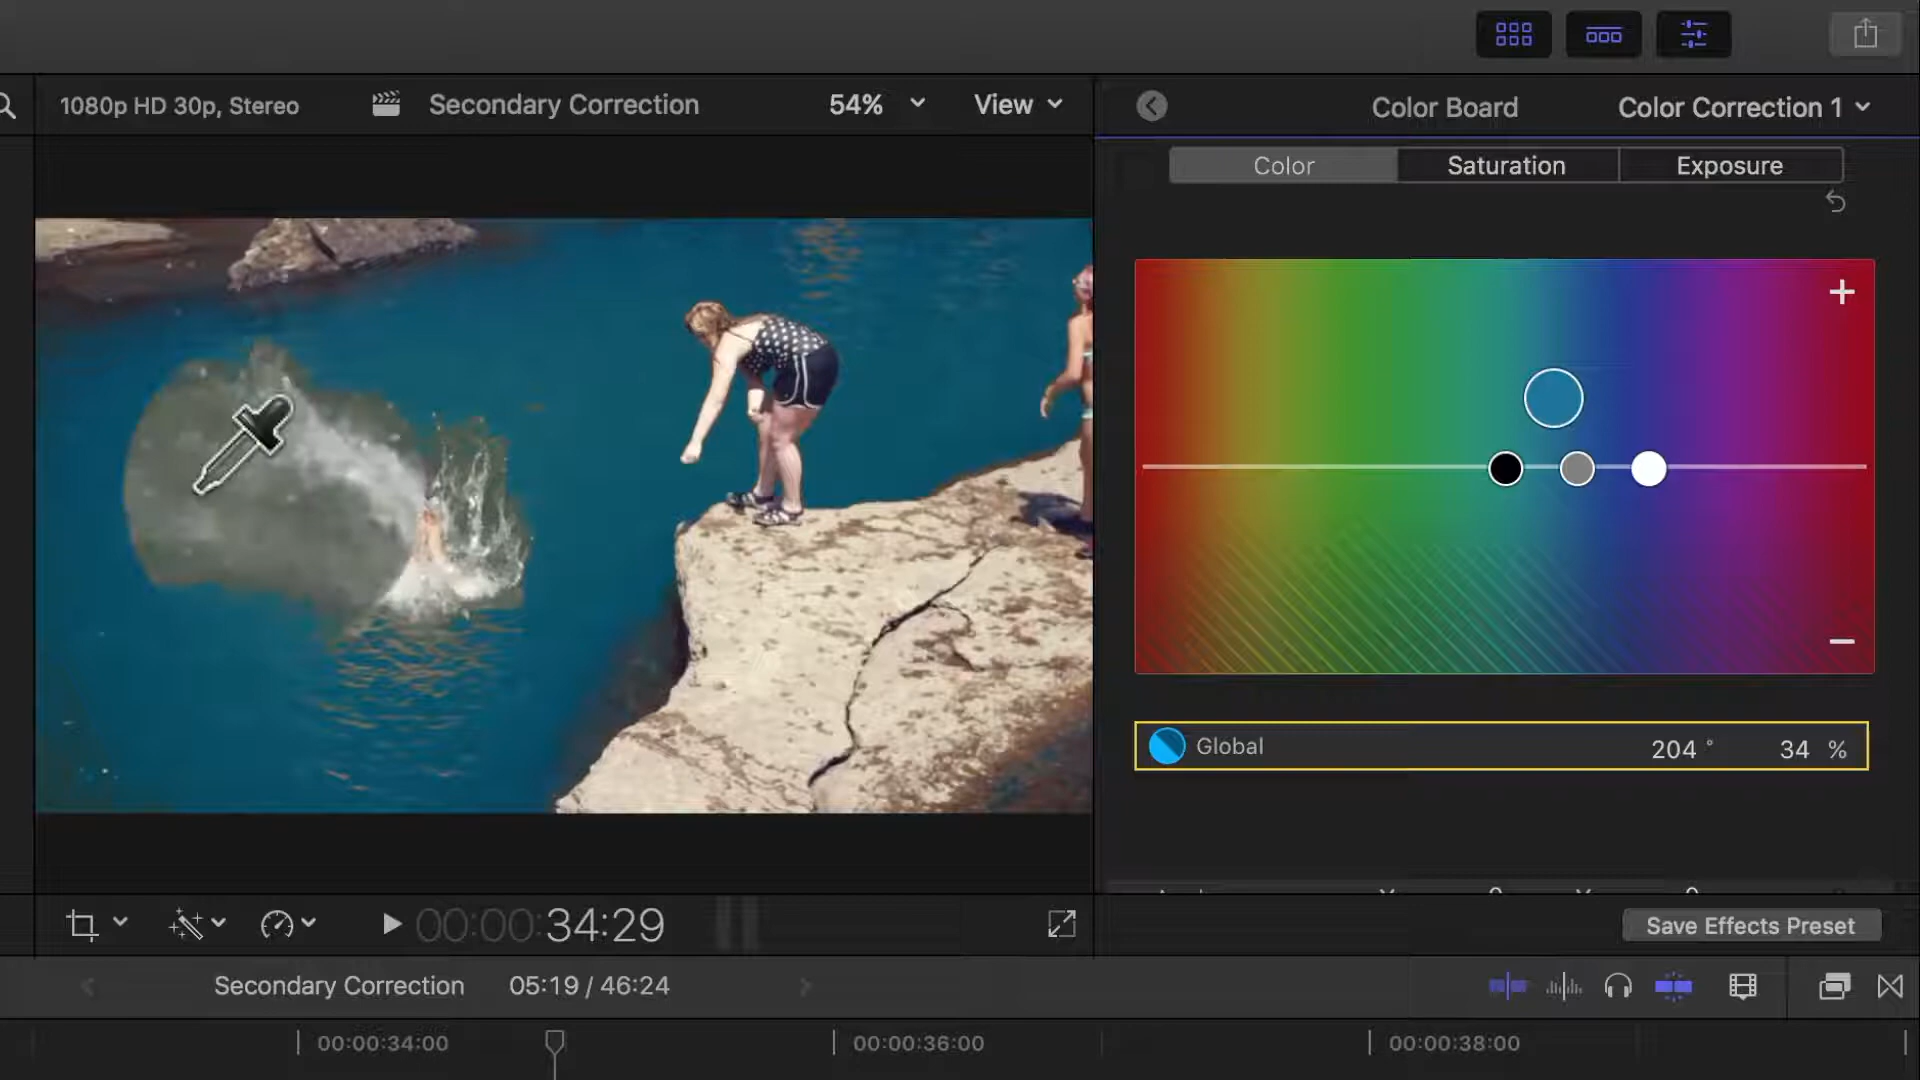 1080p HD 30p, Stereo
Secondary Correction
54%
View
Color Board
Color Correction 1
Color
Saturation
Exposure
Global
204 °
34 %
00:00:34:29
Save Effects Preset
Secondary Correction
05:19 / 46:24
00:00:34:00
00:00:36:00
00:00:38:00